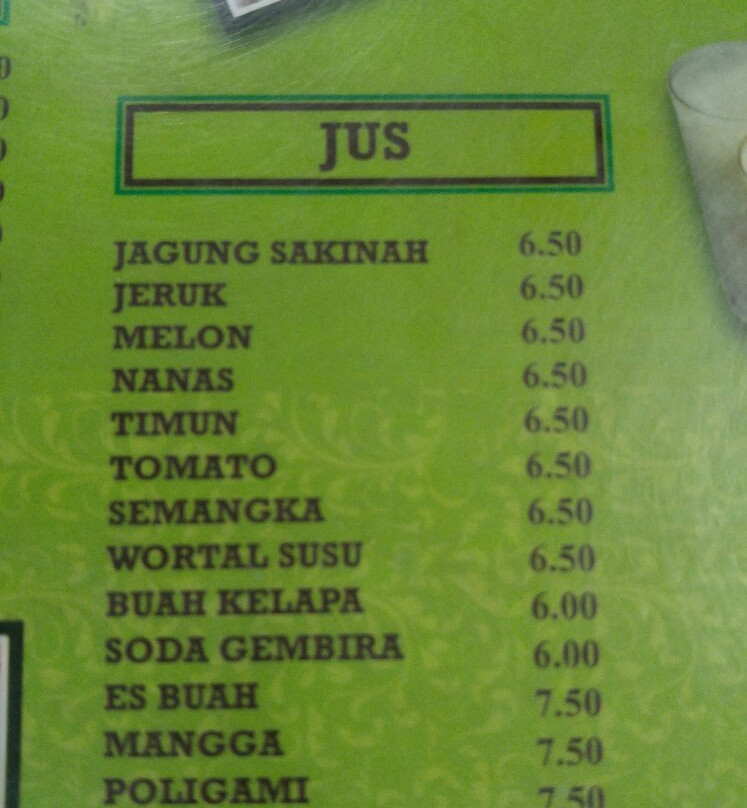 JUS
JAGUNG SAKINAH 6.50
JERUK 6.50
MELON 6.50
NANAS 6.50
TIMUN 6.50
TOMATO 6.50
SEMANGKA 6.50
WORTAL SUSU 6.50
BUAH KELAPA 6.00
SODA GEMBIRA 6.00
ES BUAH 7.50
MANGGA 7.50
POLIGAMI 7.50